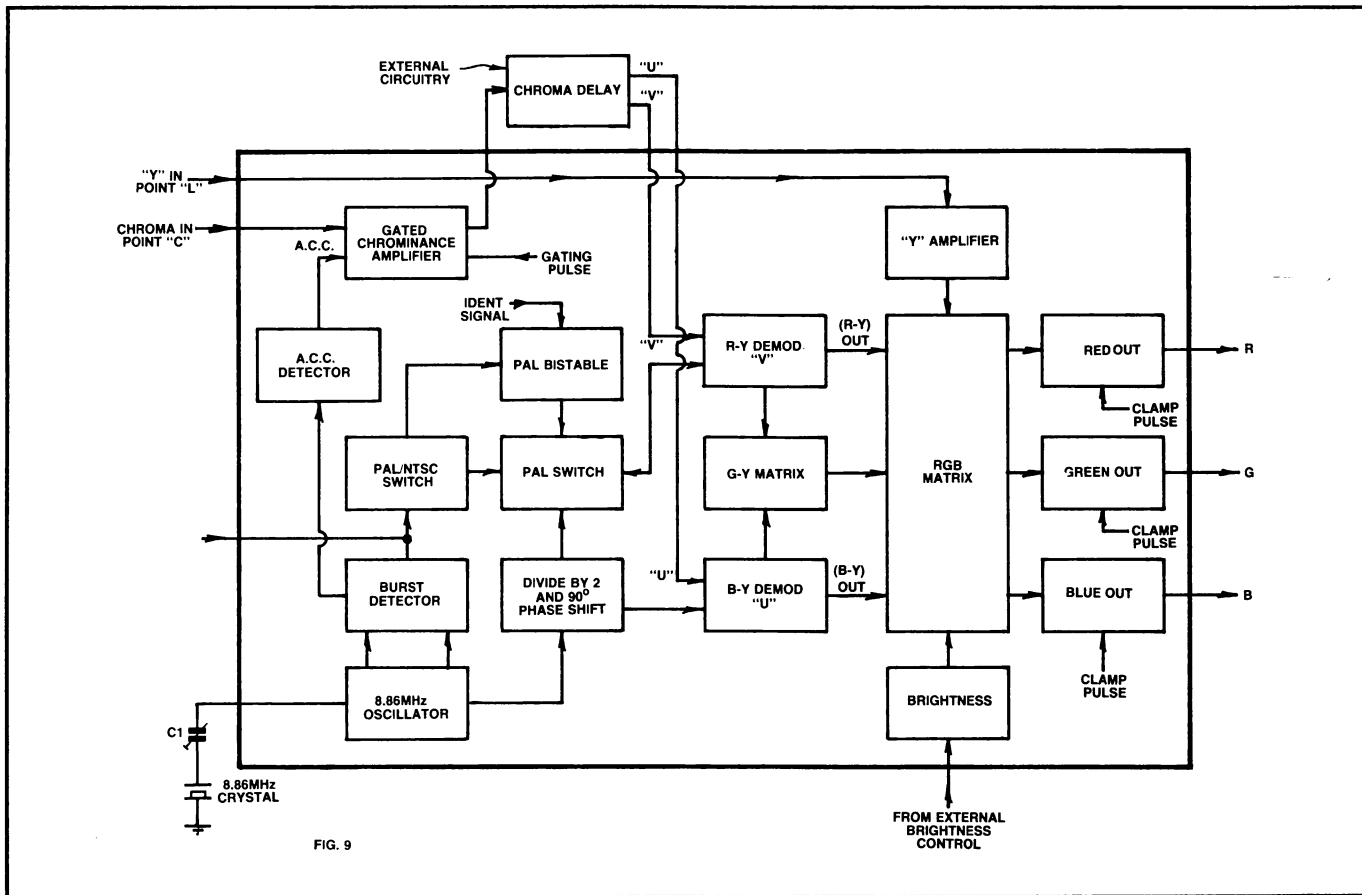 EXTERNAL
CIRCUITRY
CHROMA DELAY
"U"
"V"
"Y" IN
POINT "L"
CHROMA IN
POINT "C"
A.C.C.
GATED
CHROMINANCE
AMPLIFIER
GATING
PULSE
"Y" AMPLIFIER
IDENT
SIGNAL
A.C.C.
DETECTOR
PAL BISTABLE
"V"
R-Y DEMOD
"V"
(R-Y)
OUT
RED OUT
R
CLAMP
PULSE
PAL/NTSC
SWITCH
PAL SWITCH
G-Y MATRIX
RGB
MATRIX
GREEN OUT
G
CLAMP
PULSE
BURST
DETECTOR
DIVIDE BY 2
AND 90°
PHASE SHIFT
"U"
B-Y DEMOD
"U"
(B-Y)
OUT
BLUE OUT
B
CLAMP
PULSE
8.86MHz
OSCILLATOR
BRIGHTNESS
C1
8.86MHz
CRYSTAL
FROM EXTERNAL
BRIGHTNESS
CONTROL
FIG. 9